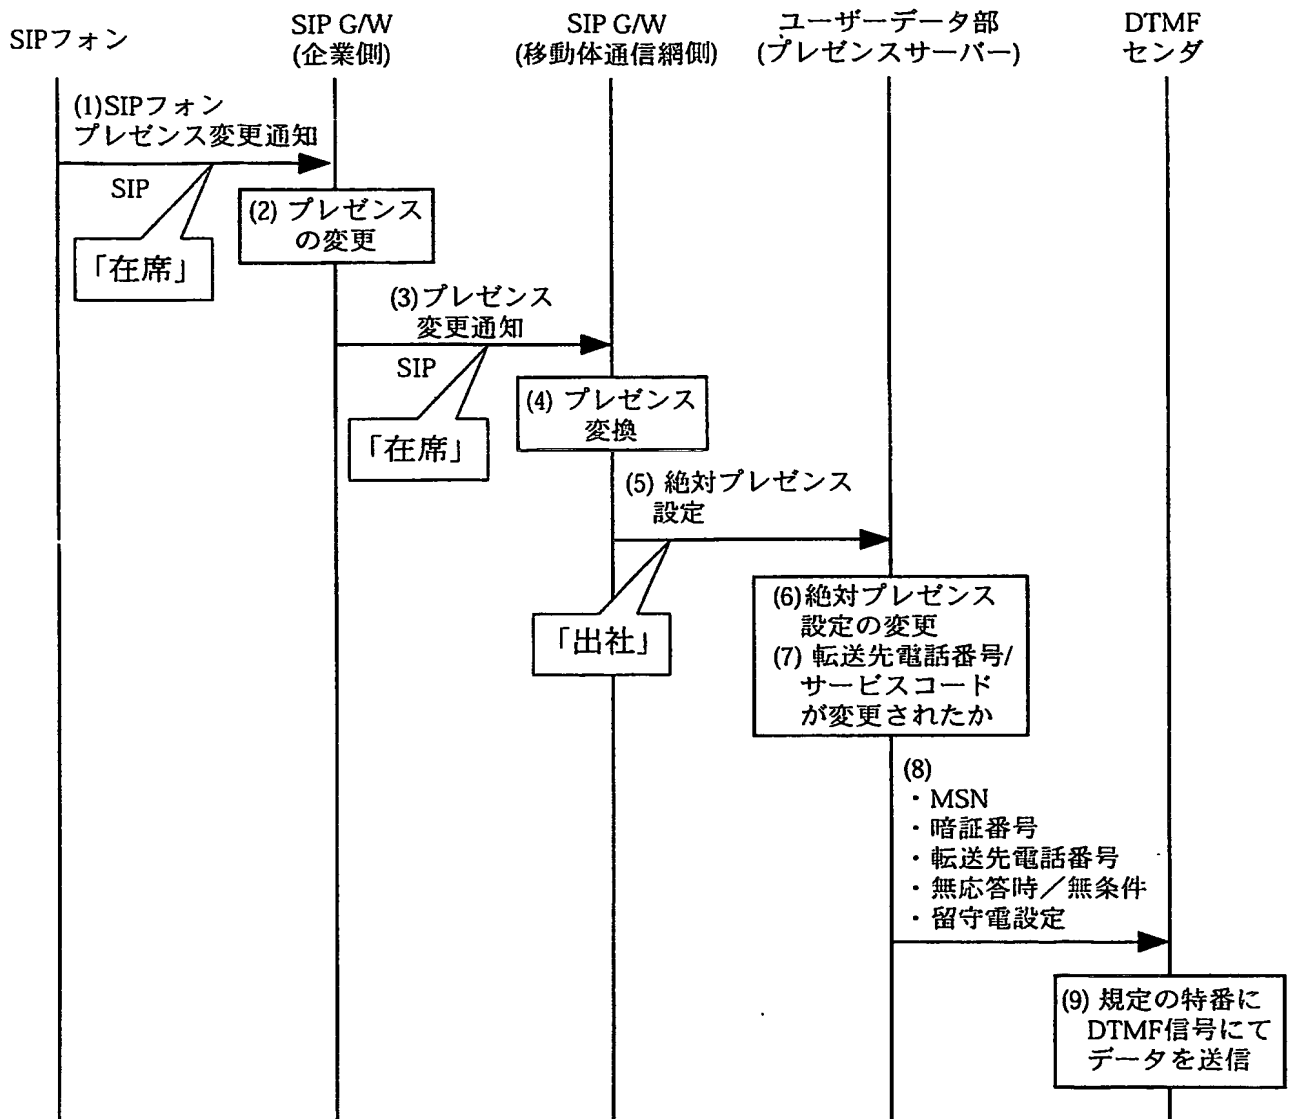 SIPフォン
SIP G/W
(企業側)
SIP G/W
(移動体通信網側)
ユーザーデータ部
(プレゼンスサーバー)
DTMF
センダ
(1)SIPフォン
プレゼンス変更通知
SIP
「在席」
(2) プレゼンス
の変更
(3)プレゼンス
変更通知
SIP
「在席」
(4) プレゼンス
変換
(5) 絶対プレゼンス
設定
「出社」
(6)絶対プレゼンス
設定の変更
(7) 転送先電話番号/
サービスコード
が変更されたか
(8)
・MSN
・暗証番号
・転送先電話番号
・無応答時／無条件
・留守電設定
(9) 規定の特番に
DTMF信号にて
データを送信